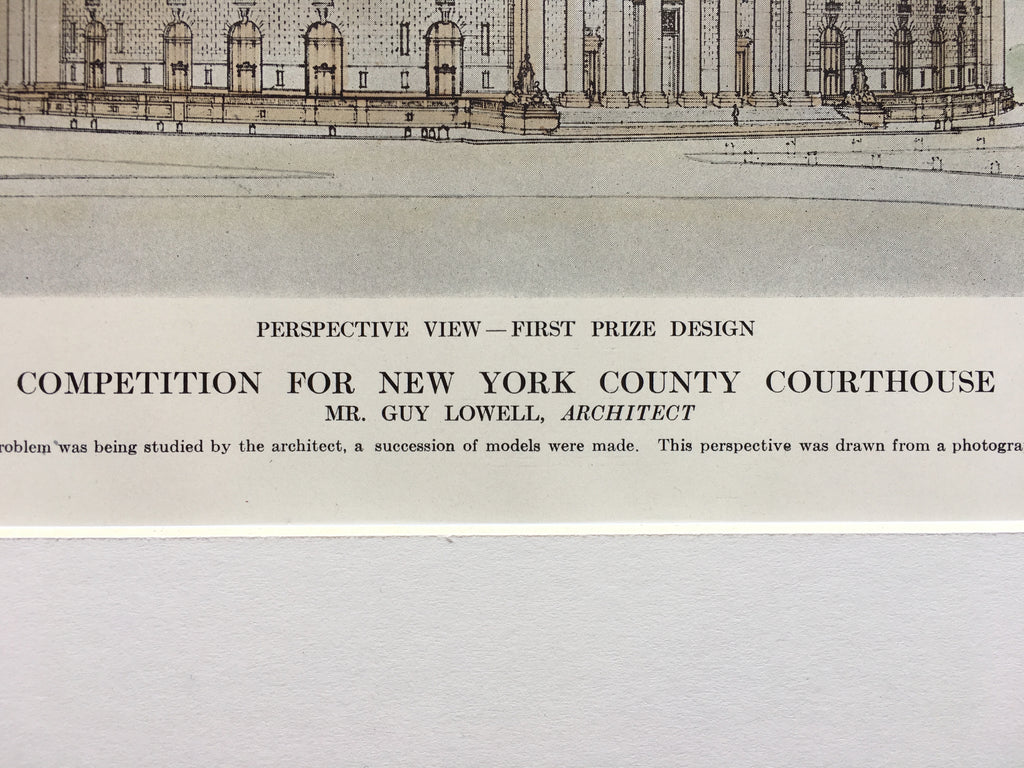 PERSPECTIVE VIEW — FIRST PRIZE DESIGN
COMPETITION FOR NEW YORK COUNTY COURTHOUSE
MR. GUY LOWELL, ARCHITECT
roblem was being studied by the architect, a succession of models were made. This perspective was drawn from a photogra